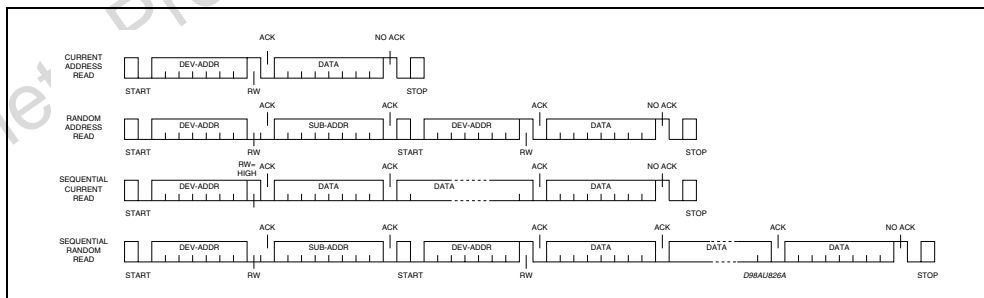 ACK NO ACK
CURRENT
ADDRESS
READ
DEV-ADDR DATA
START RW STOP
ACK ACK ACK NO ACK
RANDOM
ADDRESS
READ
DEV-ADDR SUB-ADDR DEV-ADDR DATA
START RW START RW STOP
RW=
HIGH
ACK ACK ACK NO ACK
SEQUENTIAL
CURRENT
READ
DEV-ADDR DATA DATA DATA
START STOP
ACK ACK ACK ACK ACK NO ACK
SEQUENTIAL
RANDOM
READ
DEV-ADDR SUB-ADDR DEV-ADDR DATA DATA DATA
START RW START RW D98AU826A STOP